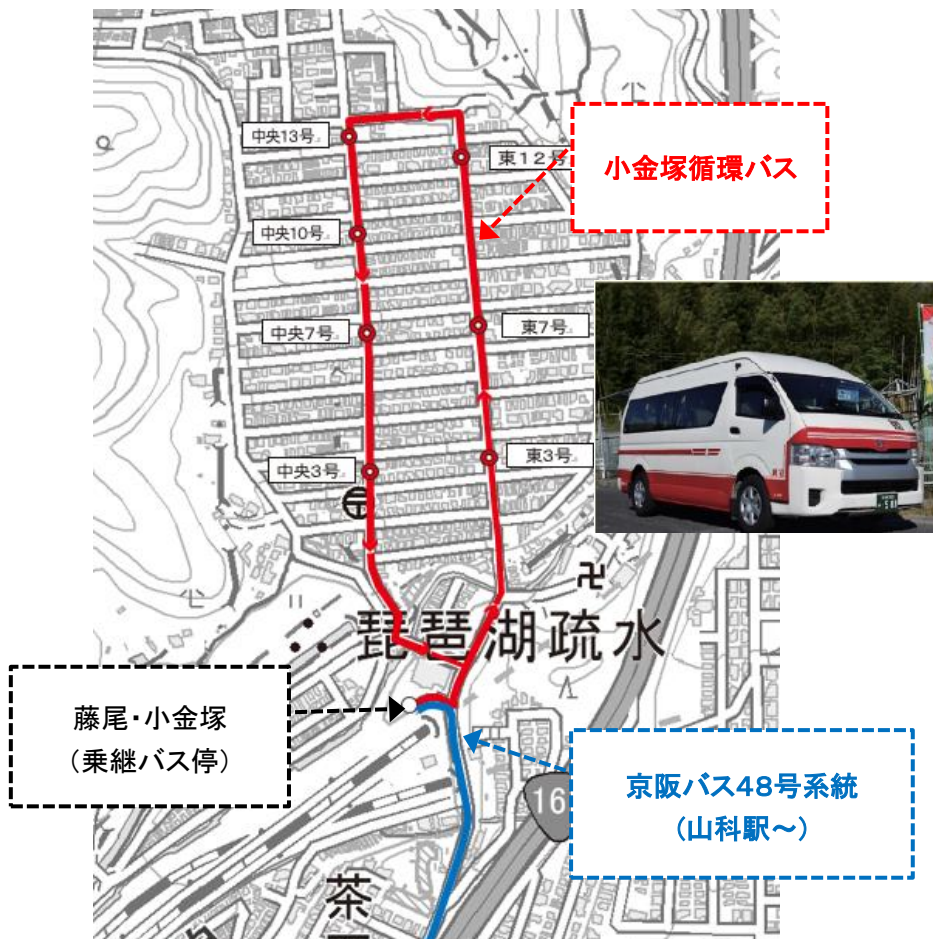 中央13号
東12号
小金塚循環バス
中央10号
中央7号
東7号
中央3号
東3号
琵琶湖疏水
藤尾・小金塚
(乗継バス停)
16
京阪バス48号系統
(山科駅~)
茶